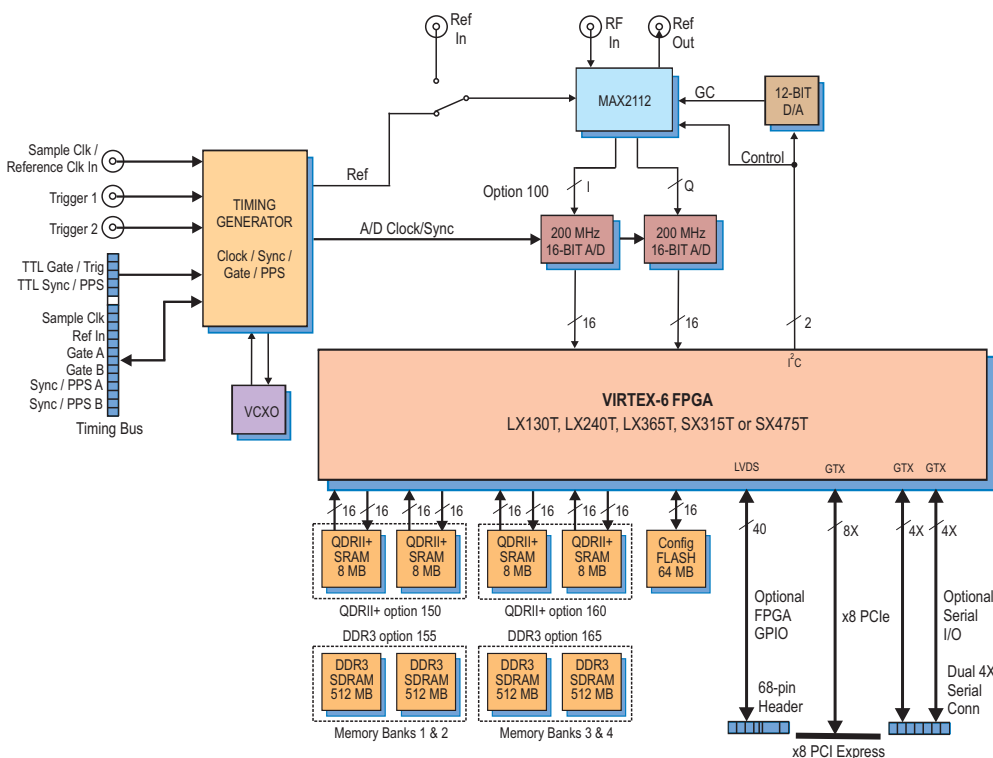 Ref
In
RF
In
Ref
Out
MAX2112
GC
12-BIT
D/A
Control
Sample Clk /
Reference Clk In
Trigger 1
Trigger 2
TTL Gate / Trig
TTL Sync / PPS
Sample Clk
Ref In
Gate A
Gate B
Sync / PPS A
Sync / PPS B
Timing Bus
TIMING
GENERATOR
Clock / Sync /
Gate / PPS
VCXO
Ref
A/D Clock/Sync
Option 100
I
Q
200 MHz
16-BIT A/D
200 MHz
16-BIT A/D
16
16
2
I2C
VIRTEX-6 FPGA
LX130T, LX240T, LX365T, SX315T or SX475T
LVDS
GTX
GTX
GTX
16
16
16
16
16
16
16
16
16
40
8X
4X
4X
QDRII+
SRAM
8 MB
QDRII+
SRAM
8 MB
QDRII+
SRAM
8 MB
QDRII+
SRAM
8 MB
Config
FLASH
64 MB
QDRII+ option 150
QDRII+ option 160
DDR3 option 155
DDR3 option 165
DDR3
SDRAM
512 MB
DDR3
SDRAM
512 MB
DDR3
SDRAM
512 MB
DDR3
SDRAM
512 MB
Memory Banks 1 & 2
Memory Banks 3 & 4
Optional
FPGA
GPIO
68-pin
Header
x8 PCIe
x8 PCI Express
Optional
Serial
I/O
Dual 4X
Serial
Conn